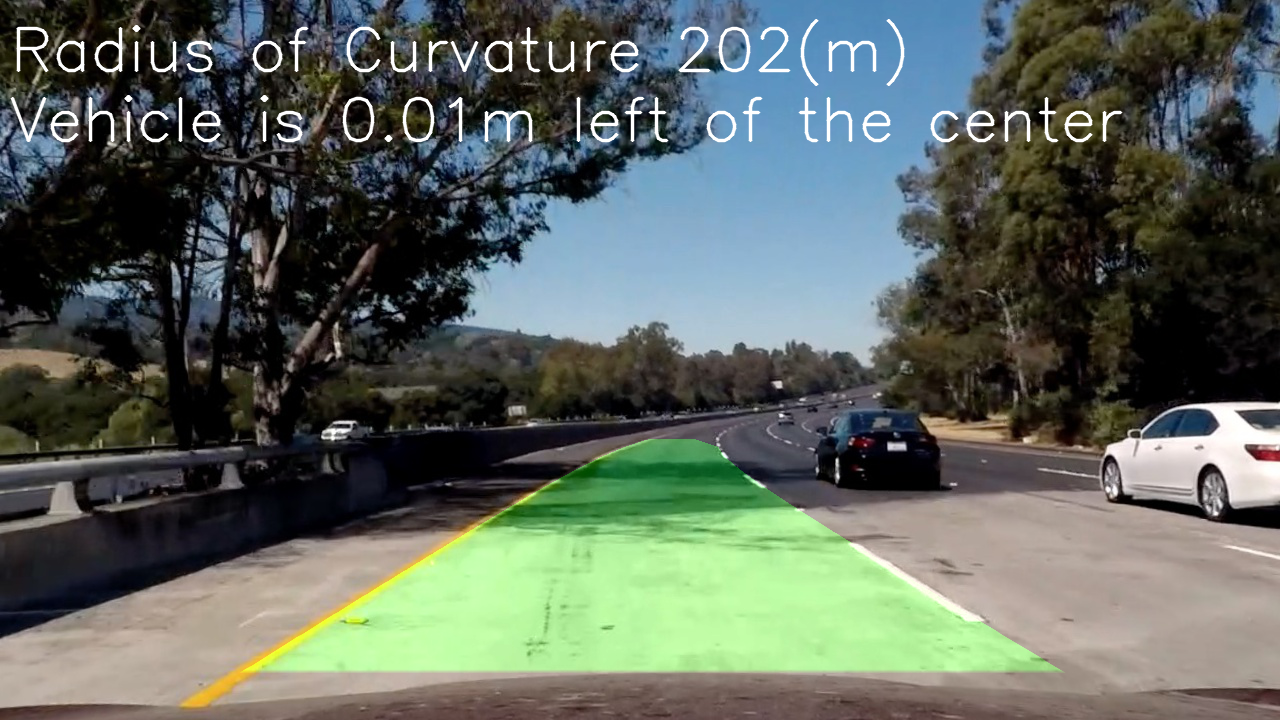 Radius of Curvature 202(m)
Vehicle is 0.01m left of the center